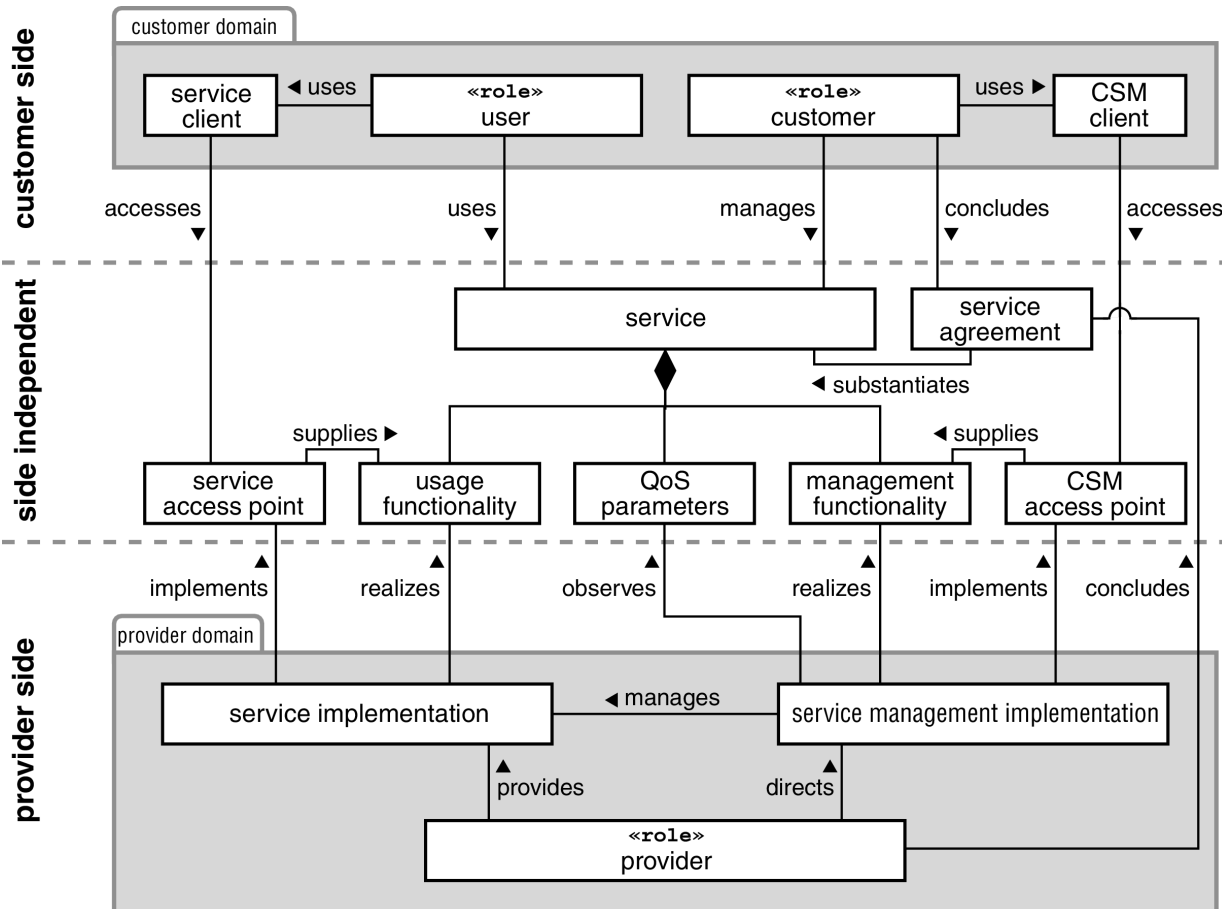 customer domain
customer side
service
client
◄ uses
«role»
user
«role»
customer
uses ►
CSM
client
accesses
▼
uses
▼
manages
▼
concludes
▼
accesses
▼
side independent
service
service
agreement
◄ substantiates
supplies ►
◄ supplies
service
access point
usage
functionality
QoS
parameters
management
functionality
CSM
access point
▲
implements
▲
realizes
▲
observes
▲
realizes
▲
implements
▲
concludes
provider side
provider domain
service implementation
◄ manages
service management implementation
▲
provides
▲
directs
«role»
provider